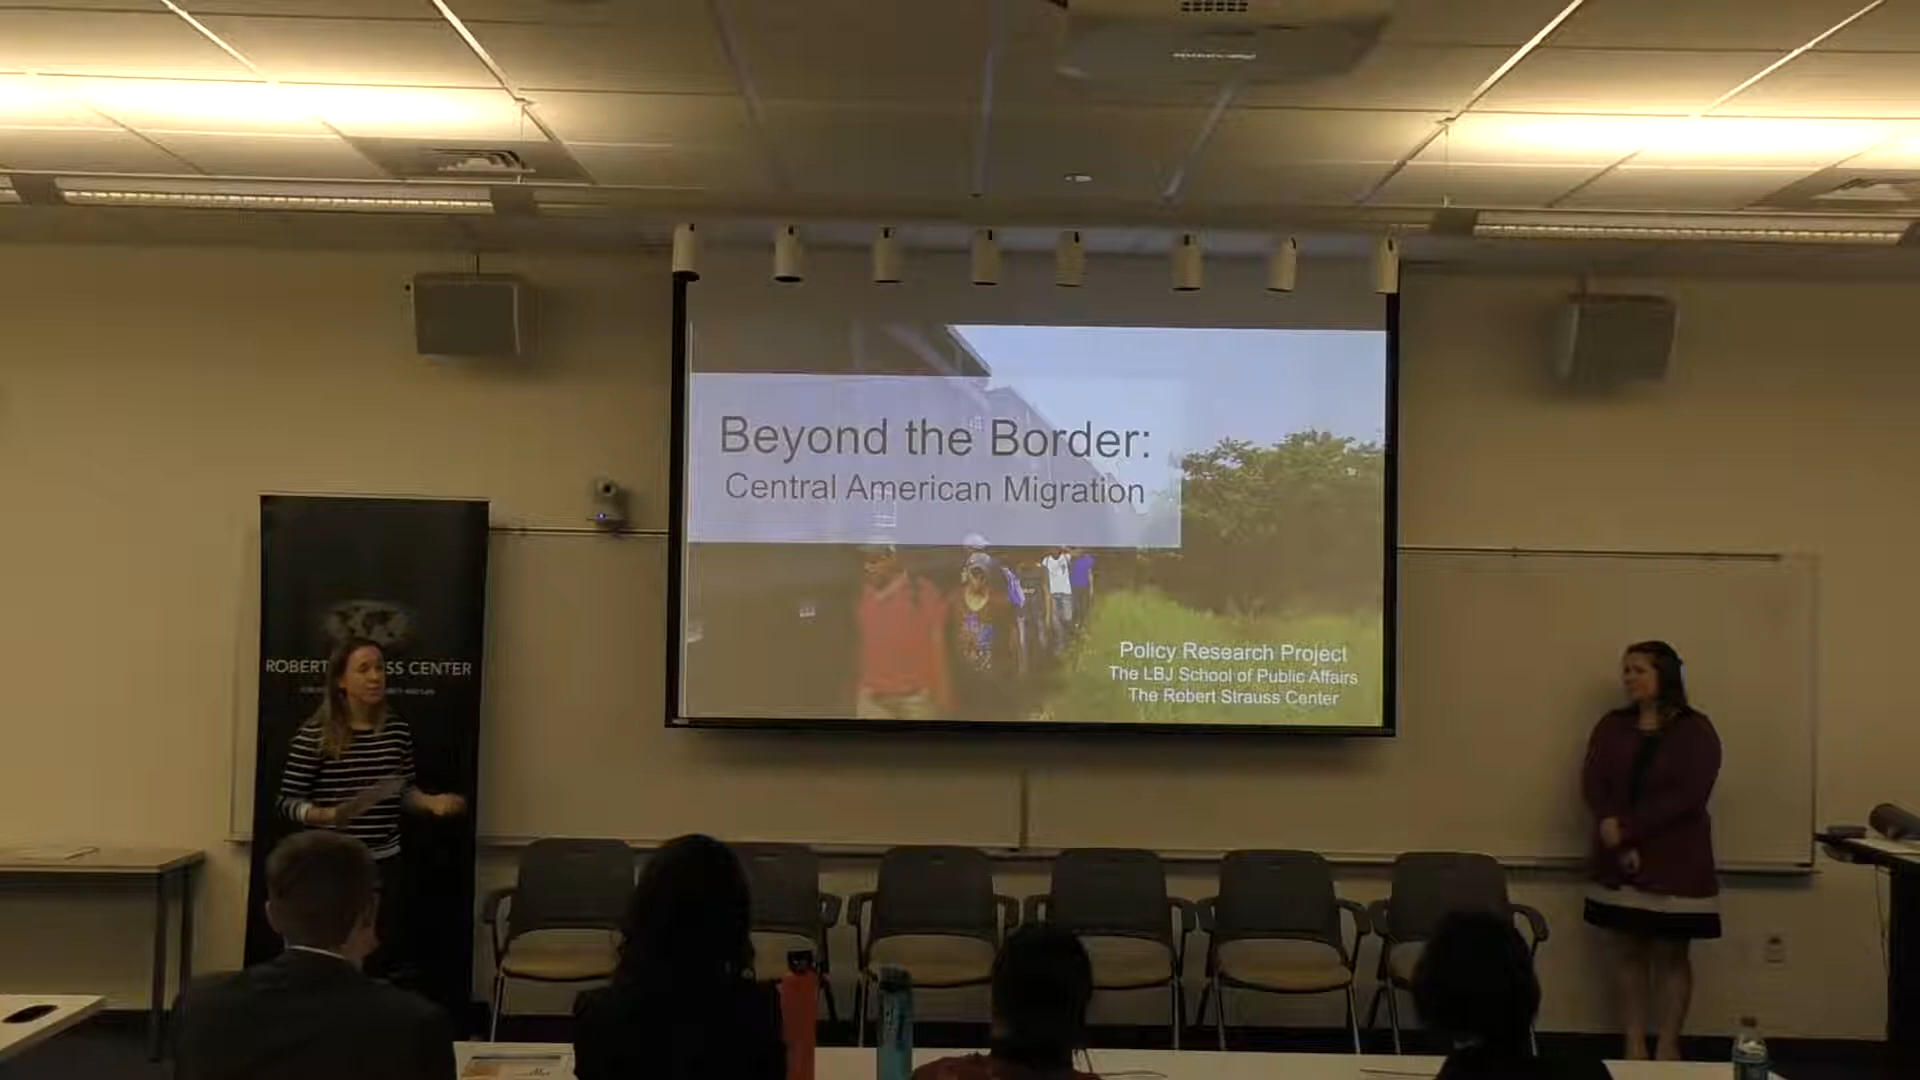 Beyond the Border:
Central American Migration
Policy Research Project
The LBJ School of Public Affairs
The Robert Strauss Center
ROBERT SS CENTER